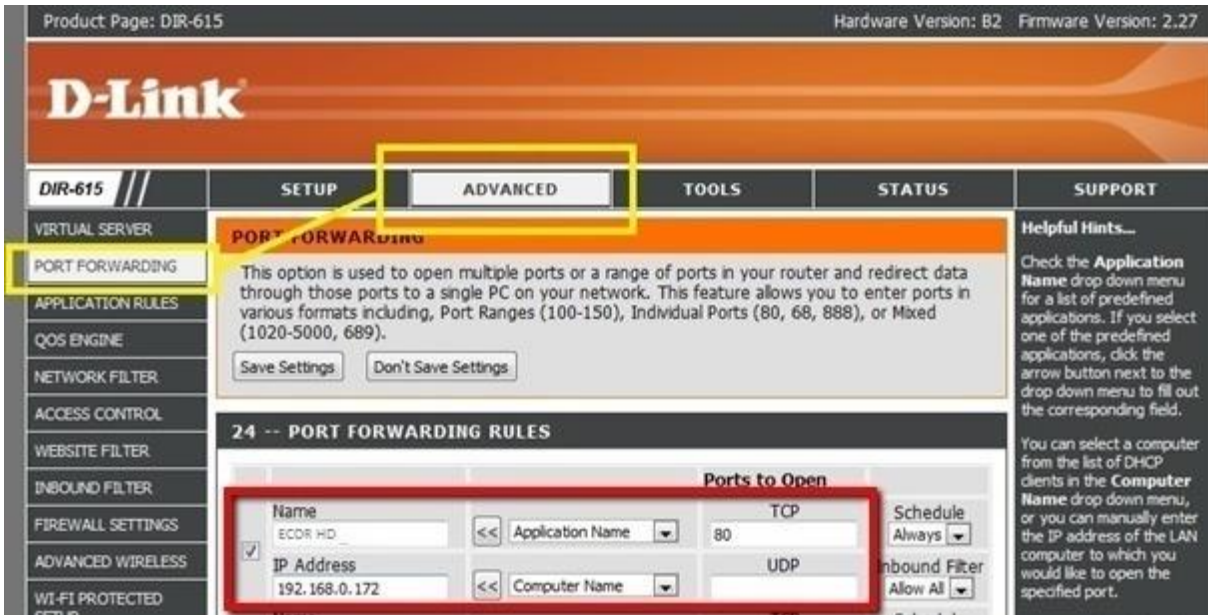 Product Page: DIR-615
Hardware Version: B2 Firmware Version: 2.27
D-Link
DIR-615
SETUP
ADVANCED
TOOLS
STATUS
SUPPORT
VIRTUAL SERVER
PORT FORWARDING
APPLICATION RULES
QOS ENGINE
NETWORK FILTER
ACCESS CONTROL
WEBSITE FILTER
INBOUND FILTER
FIREWALL SETTINGS
ADVANCED WIRELESS
WI-FI PROTECTED
PORT FORWARDING
This option is used to open multiple ports or a range of ports in your router and redirect data
through those ports to a single PC on your network. This feature allows you to enter ports in
various formats including, Port Ranges (100-150), Individual Ports (80, 68, 888), or Mixed
(1020-5000, 689).
Save Settings
Don't Save Settings
24 -- PORT FORWARDING RULES
Ports to Open
Name
TCP
Schedule
ECOR HD
<<
Application Name
80
Always
IP Address
UDP
Inbound Filter
192.168.0.172
<<
Computer Name
Allow All
Helpful Hints...
Check the Application
Name drop down menu
for a list of predefined
applications. If you select
one of the predefined
applications, click the
arrow button next to the
drop down menu to fill out
the corresponding field.
You can select a computer
from the list of DHCP
clients in the Computer
Name drop down menu,
or you can manually enter
the IP address of the LAN
computer to which you
would like to open the
specified port.